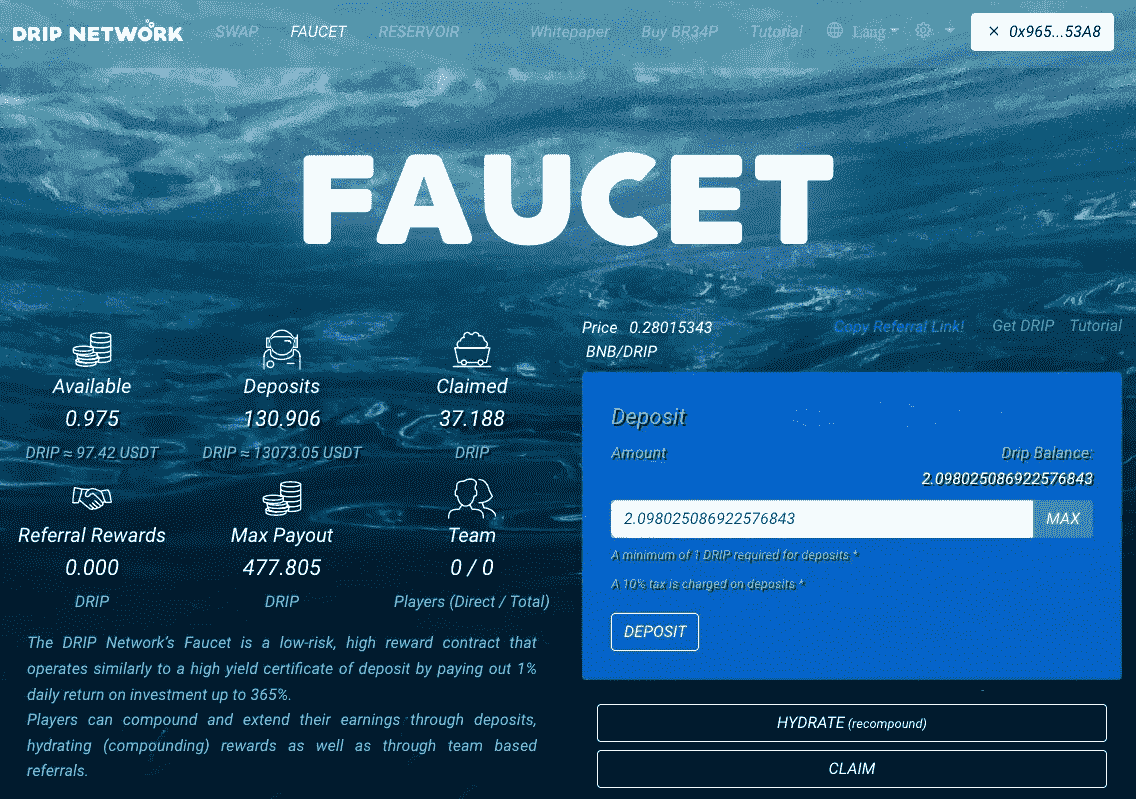 DRIP NETWORK SWAP FAUCET RESERVOIR Whitepaper Buy BR34P Tutorial Lang × 0x965...53A8
FAUCET
Price 0.28015343
BNB/DRIP
Copy Referral Link! Get DRIP Tutorial
Available Deposits Claimed
0.975 130.906 37.188
DRIP ≈ 97.42 USDT DRIP ≈ 13073.05 USDT DRIP
Referral Rewards Max Payout Team
0.000 477.805 0 / 0
DRIP DRIP Players (Direct / Total)
The DRIP Network's Faucet is a low-risk, high reward contract that
operates similarly to a high yield certificate of deposit by paying out 1%
daily return on investment up to 365%.
Players can compound and extend their earnings through deposits,
hydrating (compounding) rewards as well as through team based
referrals.
Deposit
Amount Drip Balance:
2.098025086922576843
2.098025086922576843 MAX
A minimum of 1 DRIP required for deposits *
A 10% tax is charged on deposits *
DEPOSIT
HYDRATE (recompound)
CLAIM